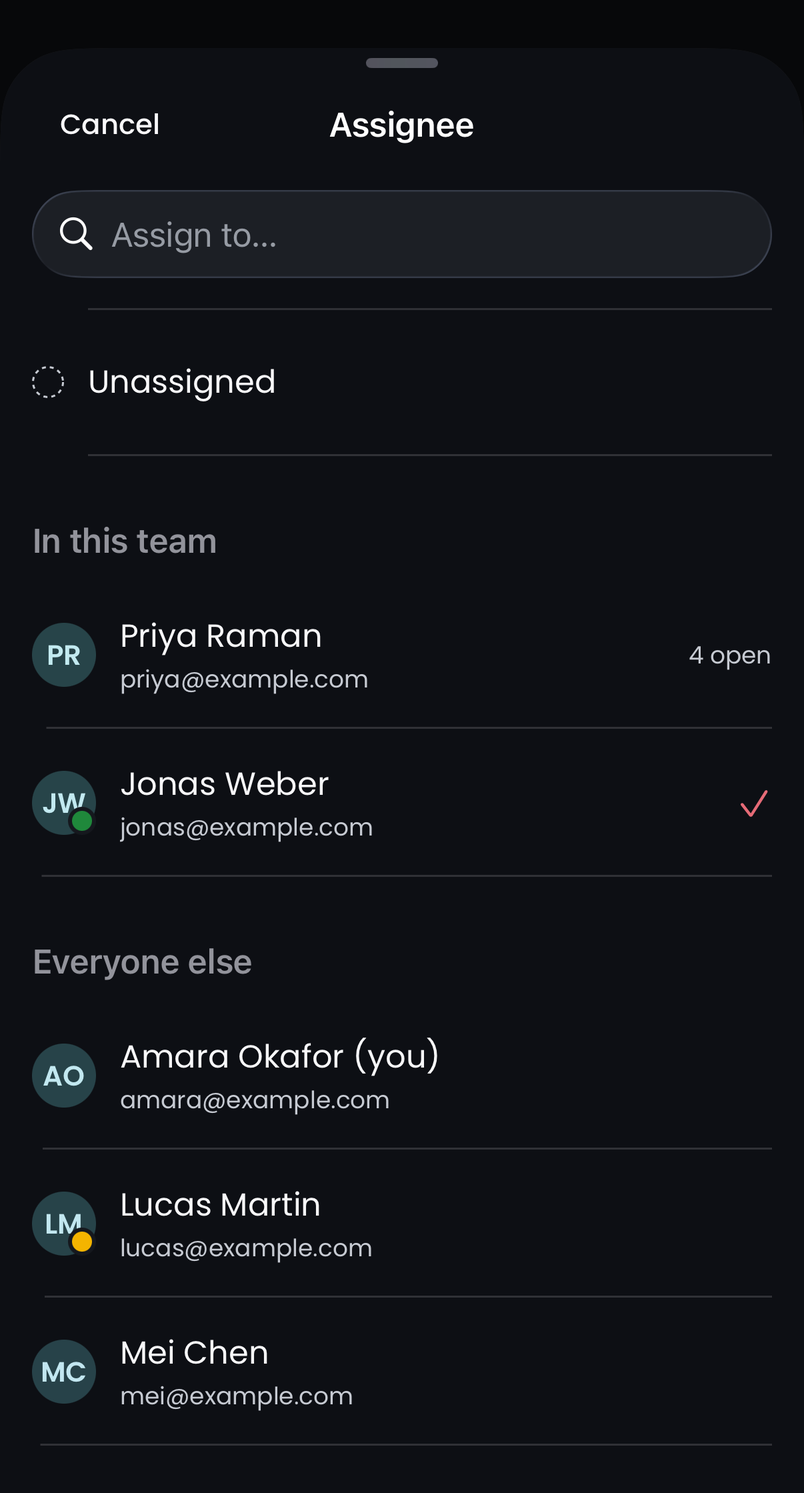 Cancel
Assignee
Assign to...
Unassigned
In this team
PR
Priya Raman
priya@example.com
4 open
JW
Jonas Weber
jonas@example.com
Everyone else
AO
Amara Okafor (you)
amara@example.com
LM
Lucas Martin
lucas@example.com
MC
Mei Chen
mei@example.com